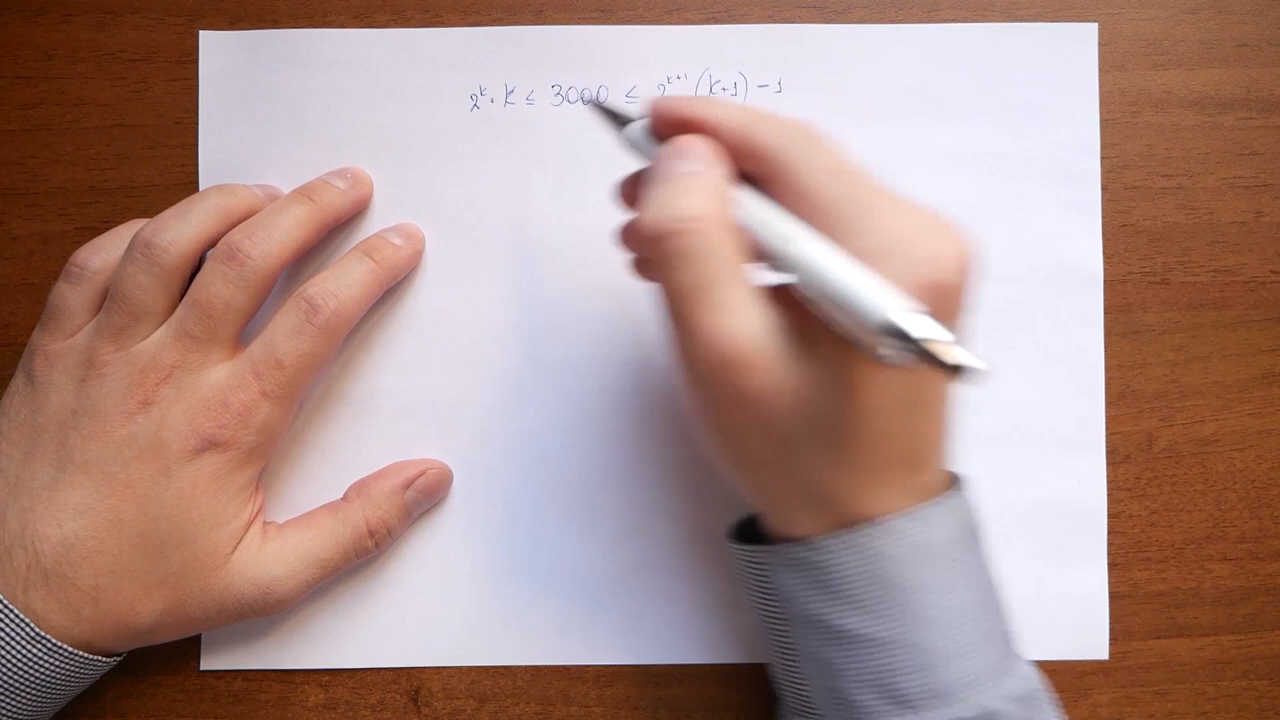 2^k · k ≤ 3000 ≤ 2^{k+1} (k+1) - 1